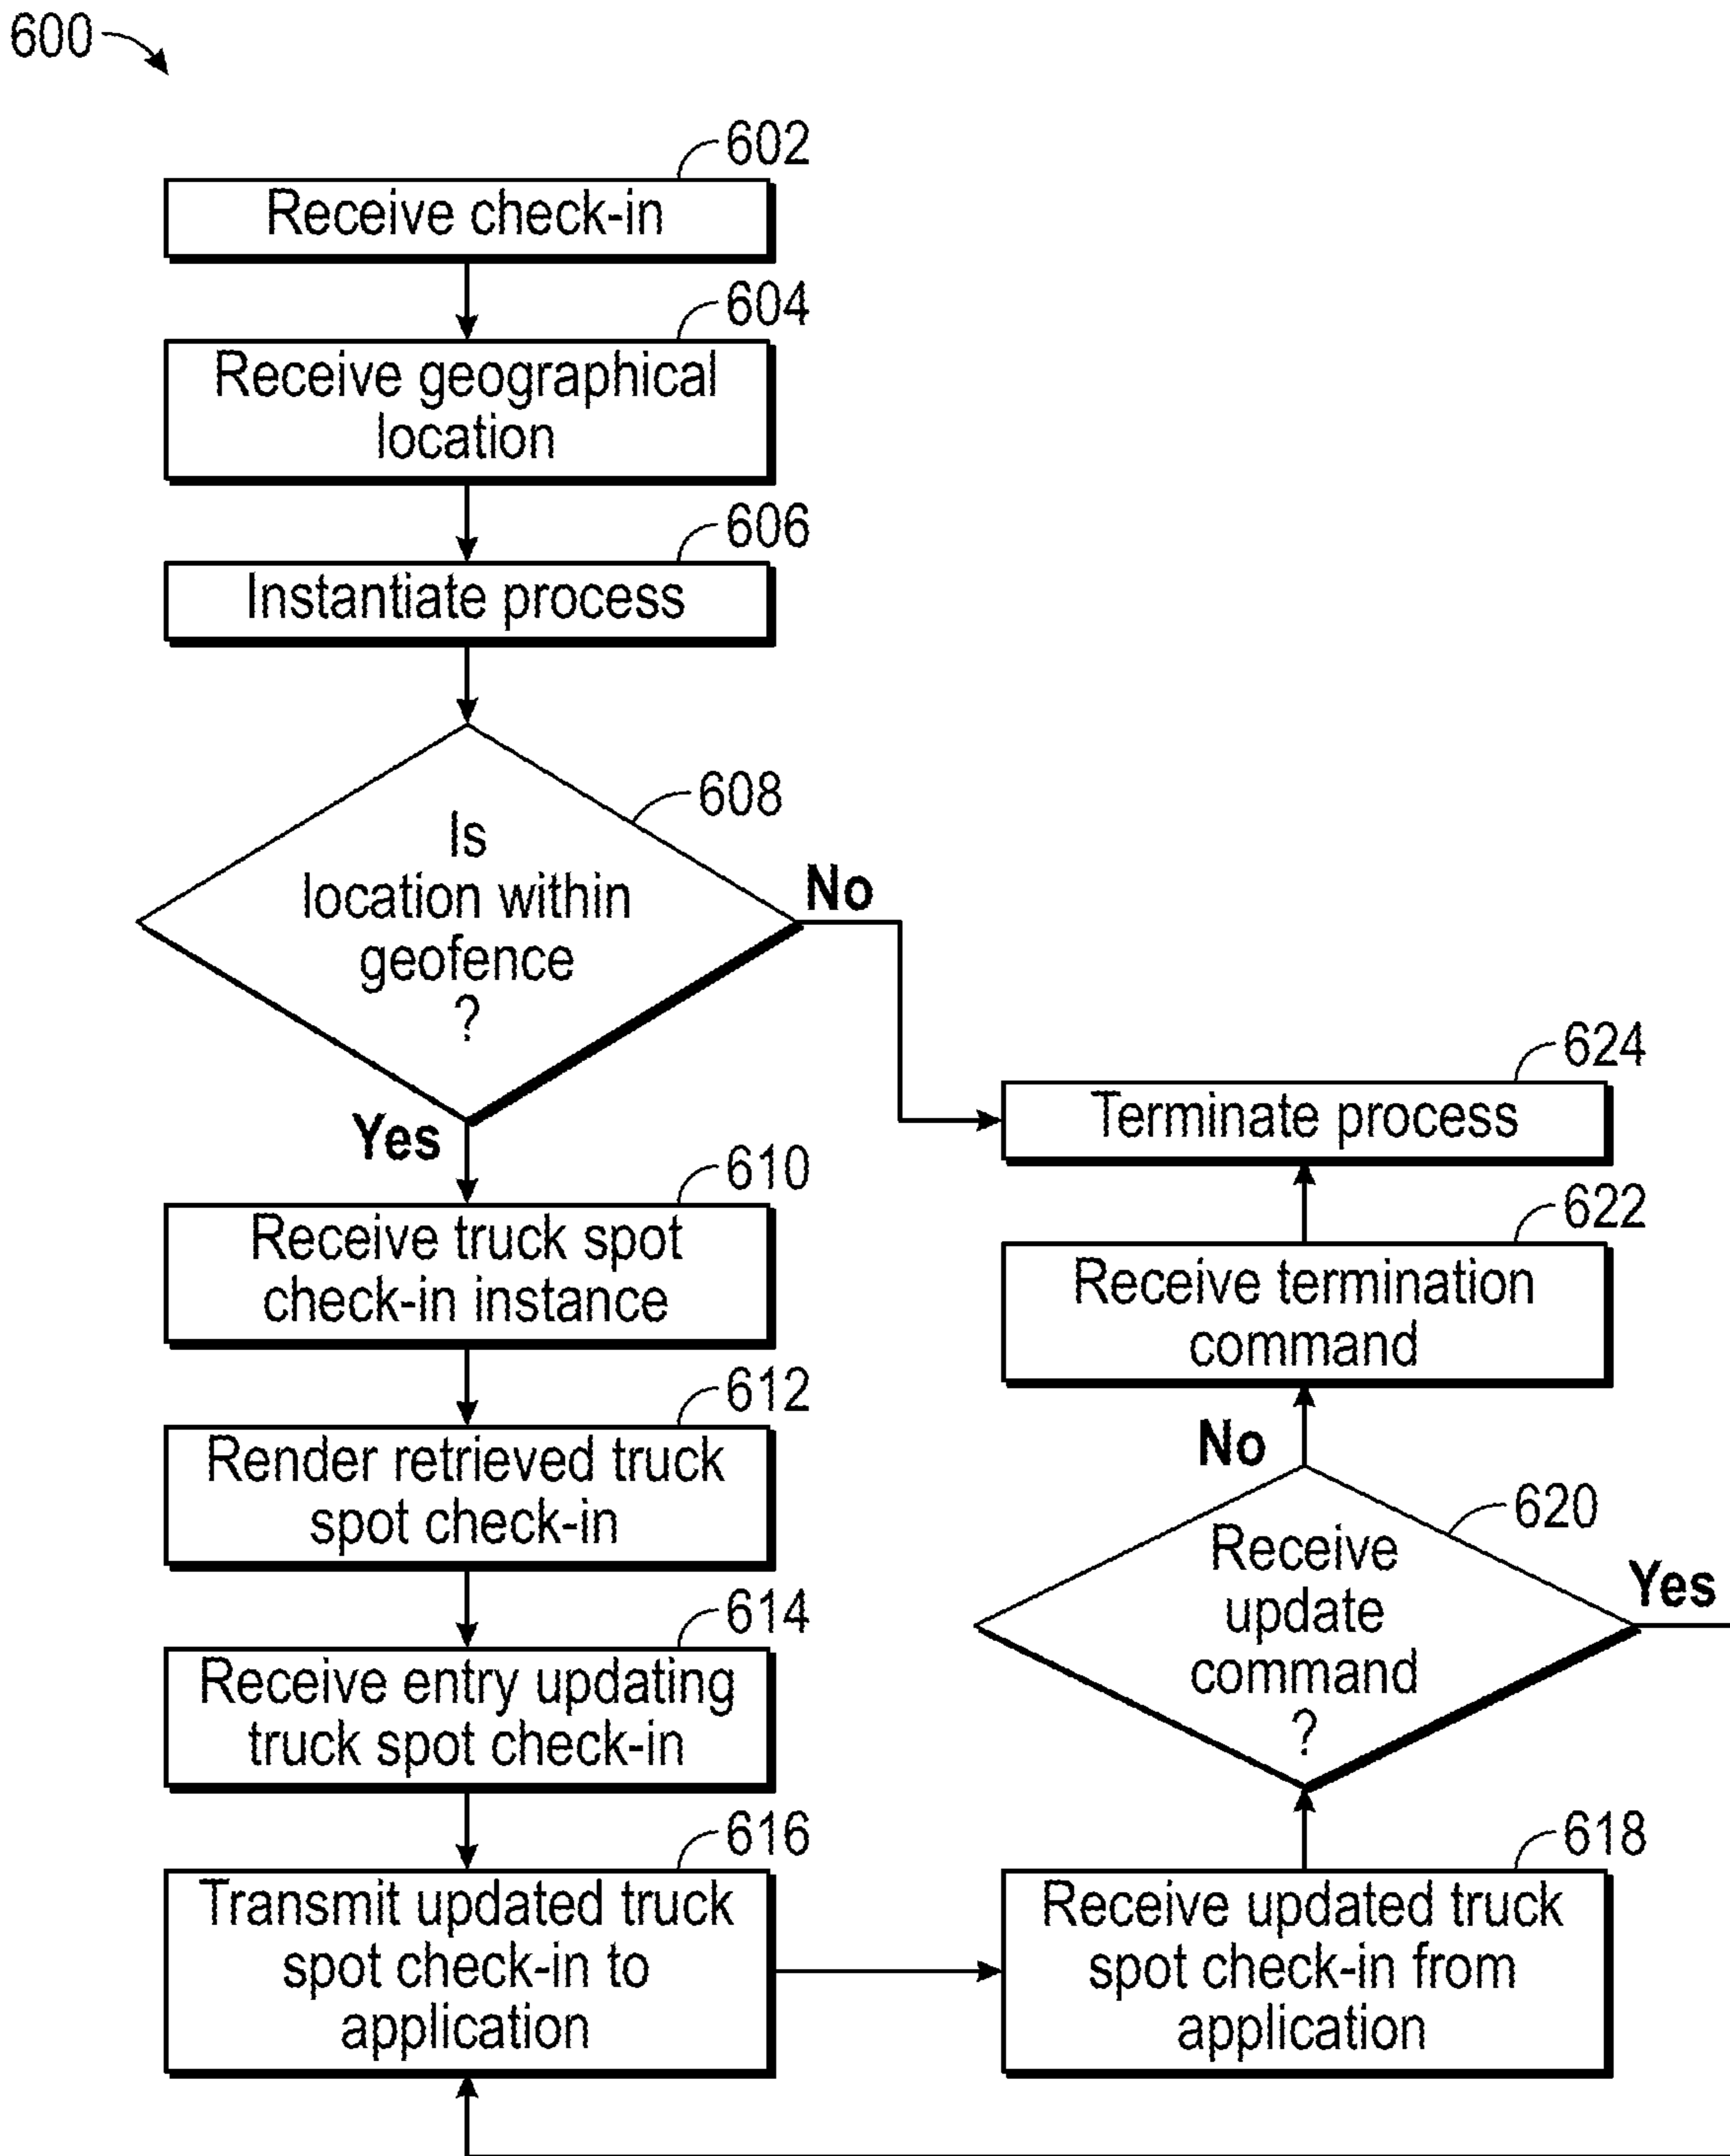 600
602
Receive check-in
604
Receive geographical
location
606
Instantiate process
608
Is
location within
geofence
?
No
Yes
610
Receive truck spot
check-in instance
612
Render retrieved truck
spot check-in
614
Receive entry updating
truck spot check-in
616
Transmit updated truck
spot check-in to
application
618
Receive updated truck
spot check-in from
application
620
Receive
update
command
?
Yes
No
622
Receive termination
command
624
Terminate process